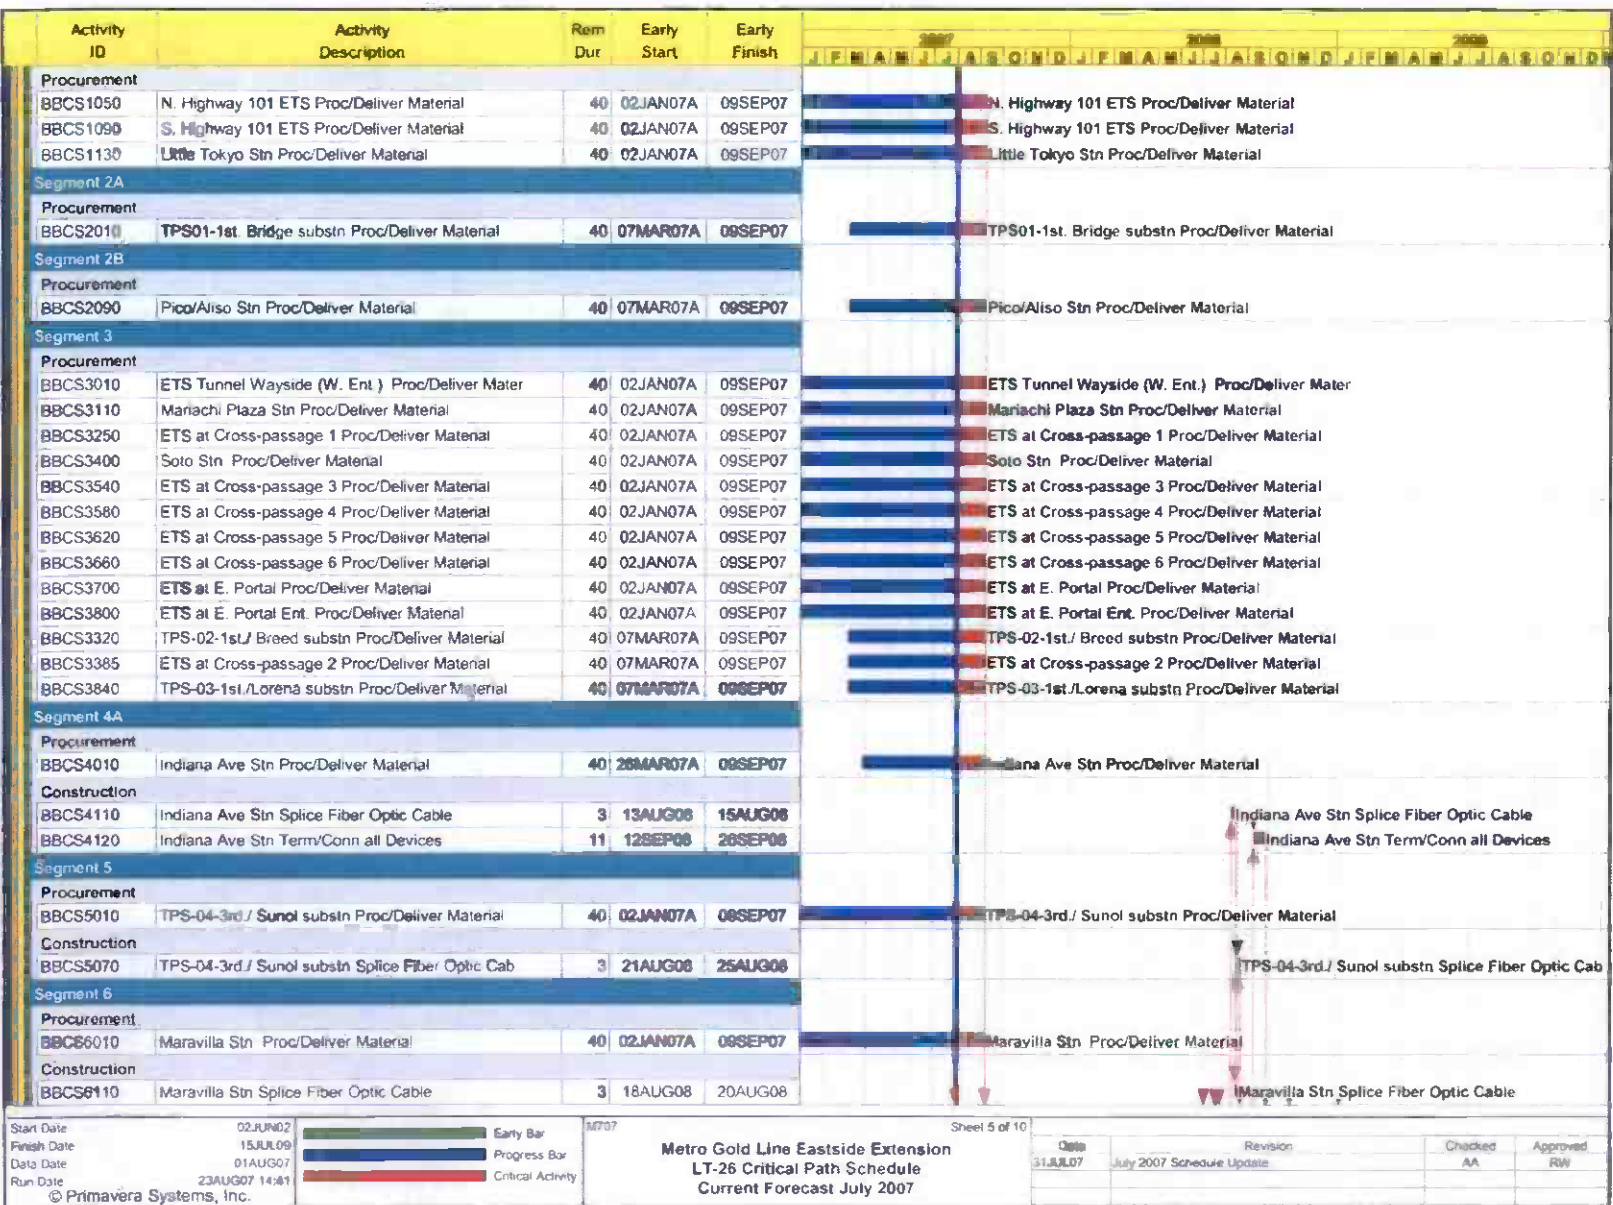 Activity ID Activity Description Rem Dur Early Start Early Finish 2007 2008 2009
J F M A M J J A S O N D J F M A M J J A S O N D J F M A M J J A S O N D
Procurement
BBCS1050 N. Highway 101 ETS Proc/Deliver Material 40 02JAN07A 09SEP07 N. Highway 101 ETS Proc/Deliver Material
BBCS1090 S. Highway 101 ETS Proc/Deliver Material 40 02JAN07A 09SEP07 S. Highway 101 ETS Proc/Deliver Material
BBCS1130 Little Tokyo Stn Proc/Deliver Material 40 02JAN07A 09SEP07 Little Tokyo Stn Proc/Deliver Material
Segment 2A
Procurement
BBCS2010 TPS01-1st. Bridge substn Proc/Deliver Material 40 07MAR07A 09SEP07 TPS01-1st. Bridge substn Proc/Deliver Material
Segment 2B
Procurement
BBCS2090 Pico/Aliso Stn Proc/Deliver Material 40 07MAR07A 09SEP07 Pico/Aliso Stn Proc/Deliver Material
Segment 3
Procurement
BBCS3010 ETS Tunnel Wayside (W. Ent.) Proc/Deliver Mater 40 02JAN07A 09SEP07 ETS Tunnel Wayside (W. Ent.) Proc/Deliver Mater
BBCS3110 Mariachi Plaza Stn Proc/Deliver Material 40 02JAN07A 09SEP07 Mariachi Plaza Stn Proc/Deliver Material
BBCS3250 ETS at Cross-passage 1 Proc/Deliver Material 40 02JAN07A 09SEP07 ETS at Cross-passage 1 Proc/Deliver Material
BBCS3400 Soto Stn Proc/Deliver Material 40 02JAN07A 09SEP07 Soto Stn Proc/Deliver Material
BBCS3540 ETS at Cross-passage 3 Proc/Deliver Material 40 02JAN07A 09SEP07 ETS at Cross-passage 3 Proc/Deliver Material
BBCS3580 ETS at Cross-passage 4 Proc/Deliver Material 40 02JAN07A 09SEP07 ETS at Cross-passage 4 Proc/Deliver Material
BBCS3620 ETS at Cross-passage 5 Proc/Deliver Material 40 02JAN07A 09SEP07 ETS at Cross-passage 5 Proc/Deliver Material
BBCS3660 ETS at Cross-passage 6 Proc/Deliver Material 40 02JAN07A 09SEP07 ETS at Cross-passage 6 Proc/Deliver Material
BBCS3700 ETS at E. Portal Proc/Deliver Material 40 02JAN07A 09SEP07 ETS at E. Portal Proc/Deliver Material
BBCS3800 ETS at E. Portal Ent. Proc/Deliver Material 40 02JAN07A 09SEP07 ETS at E. Portal Ent. Proc/Deliver Material
BBCS3320 TPS-02-1st./ Breed substn Proc/Deliver Material 40 07MAR07A 09SEP07 TPS-02-1st./ Breed substn Proc/Deliver Material
BBCS3385 ETS at Cross-passage 2 Proc/Deliver Material 40 07MAR07A 09SEP07 ETS at Cross-passage 2 Proc/Deliver Material
BBCS3840 TPS-03-1st./Lorena substn Proc/Deliver Material 40 07MAR07A 09SEP07 TPS-03-1st./Lorena substn Proc/Deliver Material
Segment 4A
Procurement
BBCS4010 Indiana Ave Stn Proc/Deliver Material 40 26MAR07A 09SEP07 iana Ave Stn Proc/Deliver Material
Construction
BBCS4110 Indiana Ave Stn Splice Fiber Optic Cable 3 13AUG08 15AUG08 Indiana Ave Stn Splice Fiber Optic Cable
BBCS4120 Indiana Ave Stn Term/Conn all Devices 11 12SEP08 26SEP08 Indiana Ave Stn Term/Conn all Devices
Segment 5
Procurement
BBCS5010 TPS-04-3rd./ Sunol substn Proc/Deliver Material 40 02JAN07A 09SEP07 TPS-04-3rd./ Sunol substn Proc/Deliver Material
Construction
BBCS5070 TPS-04-3rd./ Sunol substn Splice Fiber Optic Cab 3 21AUG08 25AUG08 TPS-04-3rd./ Sunol substn Splice Fiber Optic Cab
Segment 6
Procurement
BBCS6010 Maravilla Stn Proc/Deliver Material 40 02JAN07A 09SEP07 Maravilla Stn Proc/Deliver Material
Construction
BBCS6110 Maravilla Stn Splice Fiber Optic Cable 3 18AUG08 20AUG08 Maravilla Stn Splice Fiber Optic Cable
Start Date 02JUN02
Finish Date 15JUL09
Data Date 01AUG07
Run Date 23AUG07 14:41
© Primavera Systems, Inc.
Early Bar
Progress Bar
Critical Activity
M707
Sheet 5 of 10
Metro Gold Line Eastside Extension
LT-26 Critical Path Schedule
Current Forecast July 2007
Date Revision Checked Approved
31JUL07 July 2007 Schedule Update AA RW